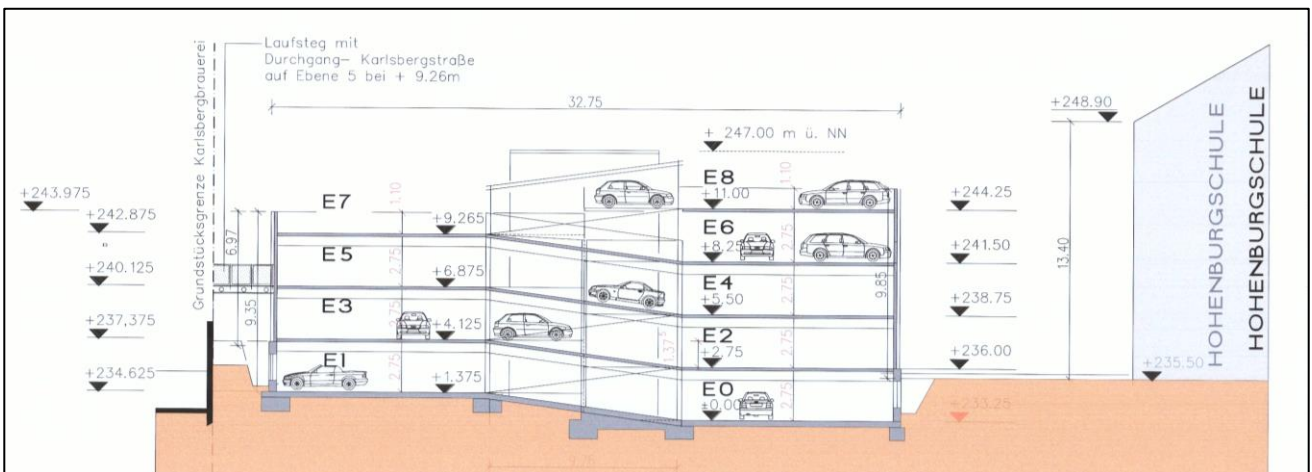 Grundstücksgrenze Karlsbergbrauerei
Laufsteg mit
Durchgang– Karlsbergstraße
auf Ebene 5 bei + 9.26m
32.75
+248.90
+ 247.00 m ü. NN
HOHENBURGSCHULE
HOHENBURGSCHULE
+243.975
+242.875
+240.125
+237,375
+234.625
6.97
9.35
E7
1.10
+9.265
E5
2.75
+6.875
E3
2.75
+4.125
E1
2.75
+1.375
E8
+11.00
1.10
E6
+8.25
2.75
E4
+5.50
2.75
E2
+2.75
2.75
1.37
E0
±0.00
2.75
9.85
+244.25
+241.50
+238.75
+236.00
+233.25
13.40
+235.50